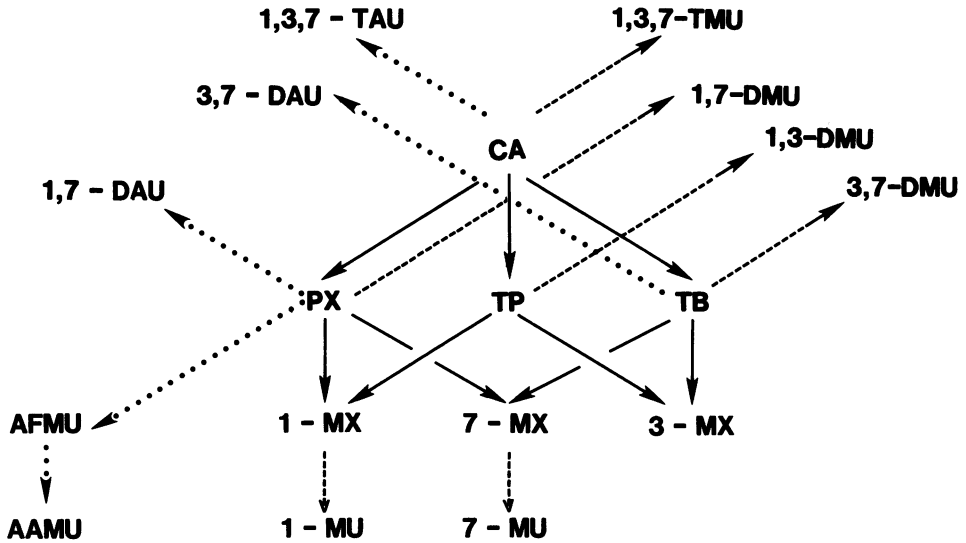 1,3,7 - TAU
1,3,7-TMU
3,7 - DAU
1,7-DMU
CA
1,3-DMU
1,7 - DAU
3,7-DMU
PX
TP
TB
AFMU
1 - MX
7 - MX
3 - MX
AAMU
1 - MU
7 - MU